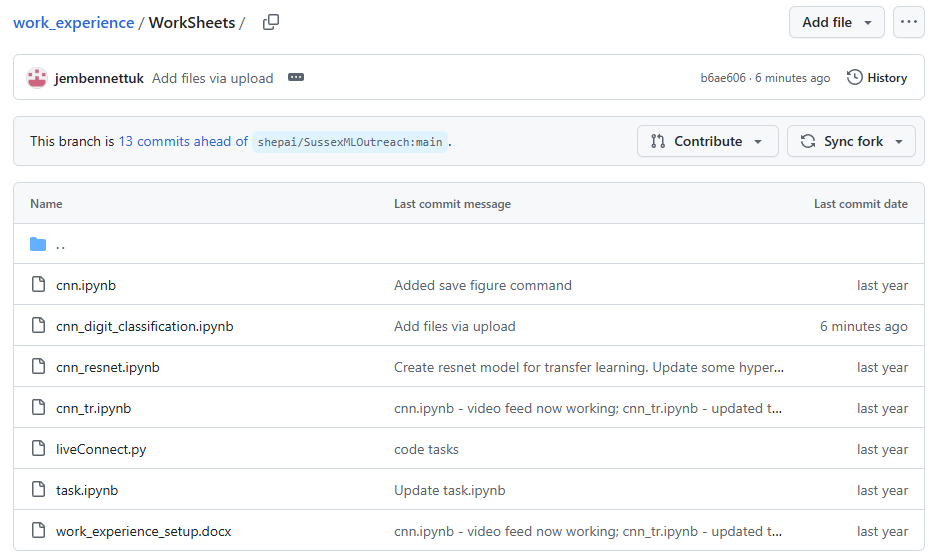 work_experience / WorkSheets / Add file
jembennettuk Add files via upload b6ae606 · 6 minutes ago History
This branch is 13 commits ahead of shepai/SussexMLOutreach:main . Contribute Sync fork
Name Last commit message Last commit date
..
cnn.ipynb Added save figure command last year
cnn_digit_classification.ipynb Add files via upload 6 minutes ago
cnn_resnet.ipynb Create resnet model for transfer learning. Update some hyper... last year
cnn_tr.ipynb cnn.ipynb - video feed now working; cnn_tr.ipynb - updated t... last year
liveConnect.py code tasks last year
task.ipynb Update task.ipynb last year
work_experience_setup.docx cnn.ipynb - video feed now working; cnn_tr.ipynb - updated t... last year